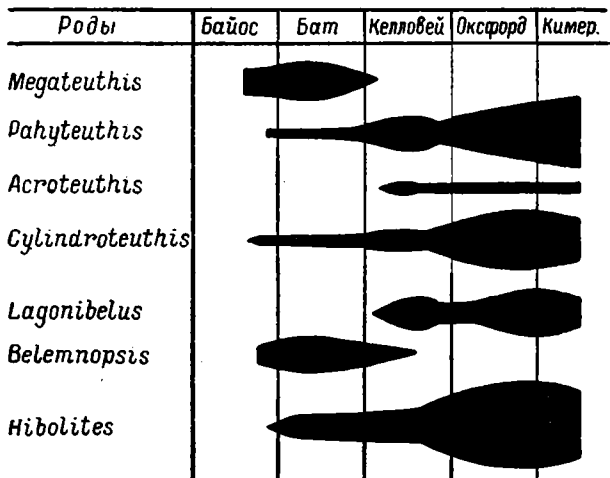 Роды Байос Бат Келловей Оксфорд Кимер.
Megateuthis
Pahyteuthis
Acroteuthis
Cylindroteuthis
Lagonibelus
Belemnopsis
Hibolites